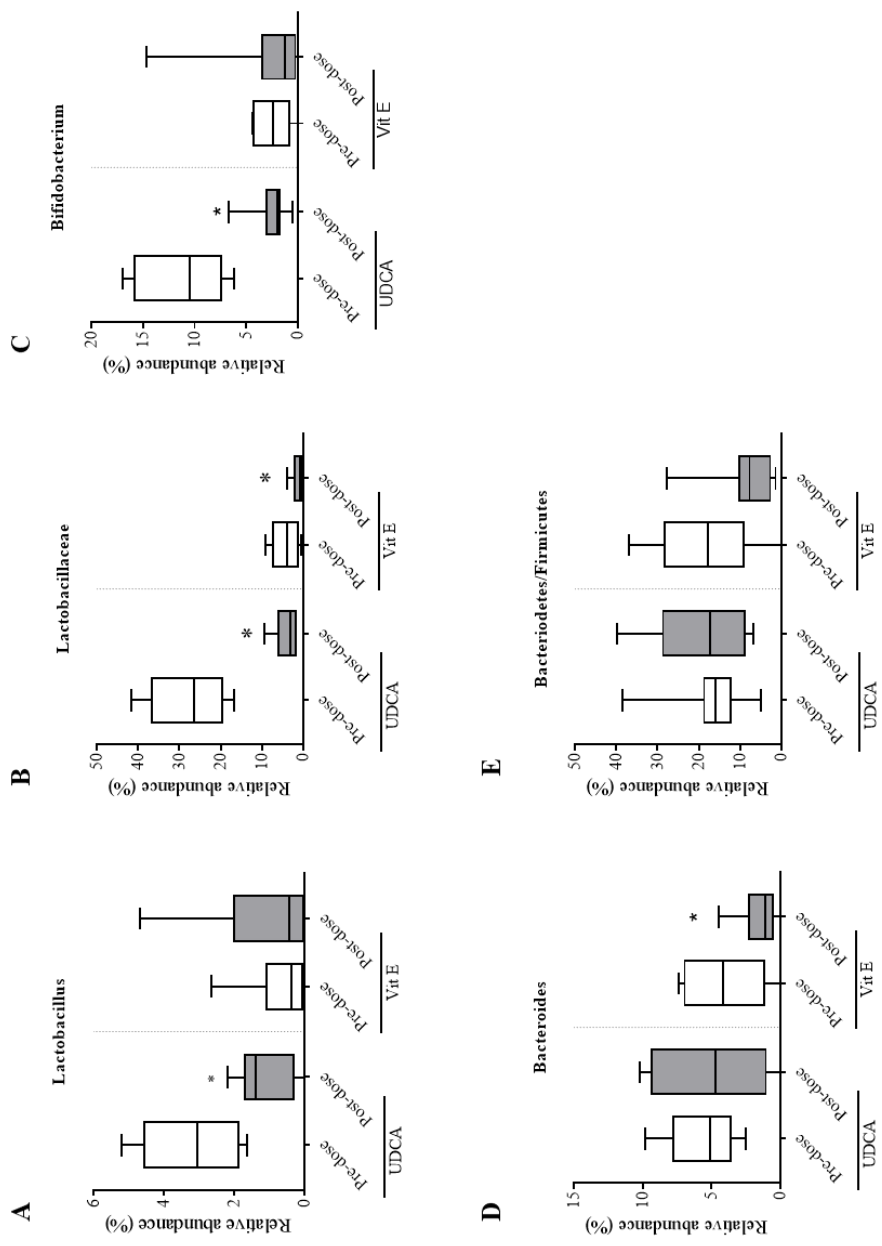 A
Lactobacillus
Relative abundance (%)
6
4
2
0
Pre-dose
Post-dose
Pre-dose
Post-dose
UDCA
Vit E
*
B
Lactobacillaceae
Relative abundance (%)
50
40
30
20
10
0
Pre-dose
Post-dose
Pre-dose
Post-dose
UDCA
Vit E
*
*
C
Bifidobacterium
Relative abundance (%)
20
15
10
5
0
Pre-dose
Post-dose
Pre-dose
Post-dose
UDCA
Vit E
*
D
Bacteroides
Relative abundance (%)
15
10
5
0
Pre-dose
Post-dose
Pre-dose
Post-dose
UDCA
Vit E
*
E
Bacteriodetes/Firmicutes
Relative abundance (%)
50
40
30
20
10
0
Pre-dose
Post-dose
Pre-dose
Post-dose
UDCA
Vit E